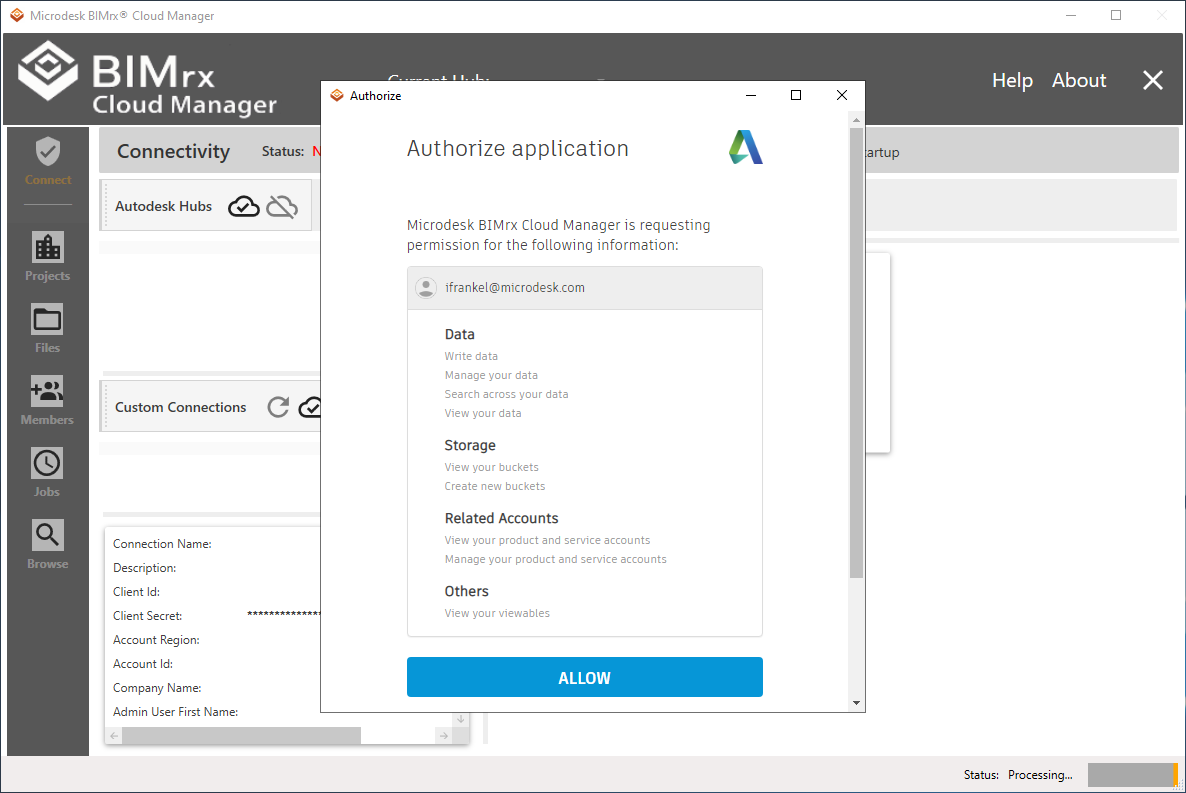 Microdesk BIMrx® Cloud Manager
BIMrx
Cloud Manager
Current Hub:
Help About
Connect
Projects
Files
Members
Jobs
Browse
Connectivity Status: N
artup
Autodesk Hubs
Custom Connections
Connection Name:
Description:
Client Id:
Client Secret: **************
Account Region:
Account Id:
Company Name:
Admin User First Name:
Authorize
Authorize application
Microdesk BIMrx Cloud Manager is requesting
permission for the following information:
ifrankel@microdesk.com
Data
Write data
Manage your data
Search across your data
View your data
Storage
View your buckets
Create new buckets
Related Accounts
View your product and service accounts
Manage your product and service accounts
Others
View your viewables
ALLOW
Status: Processing...